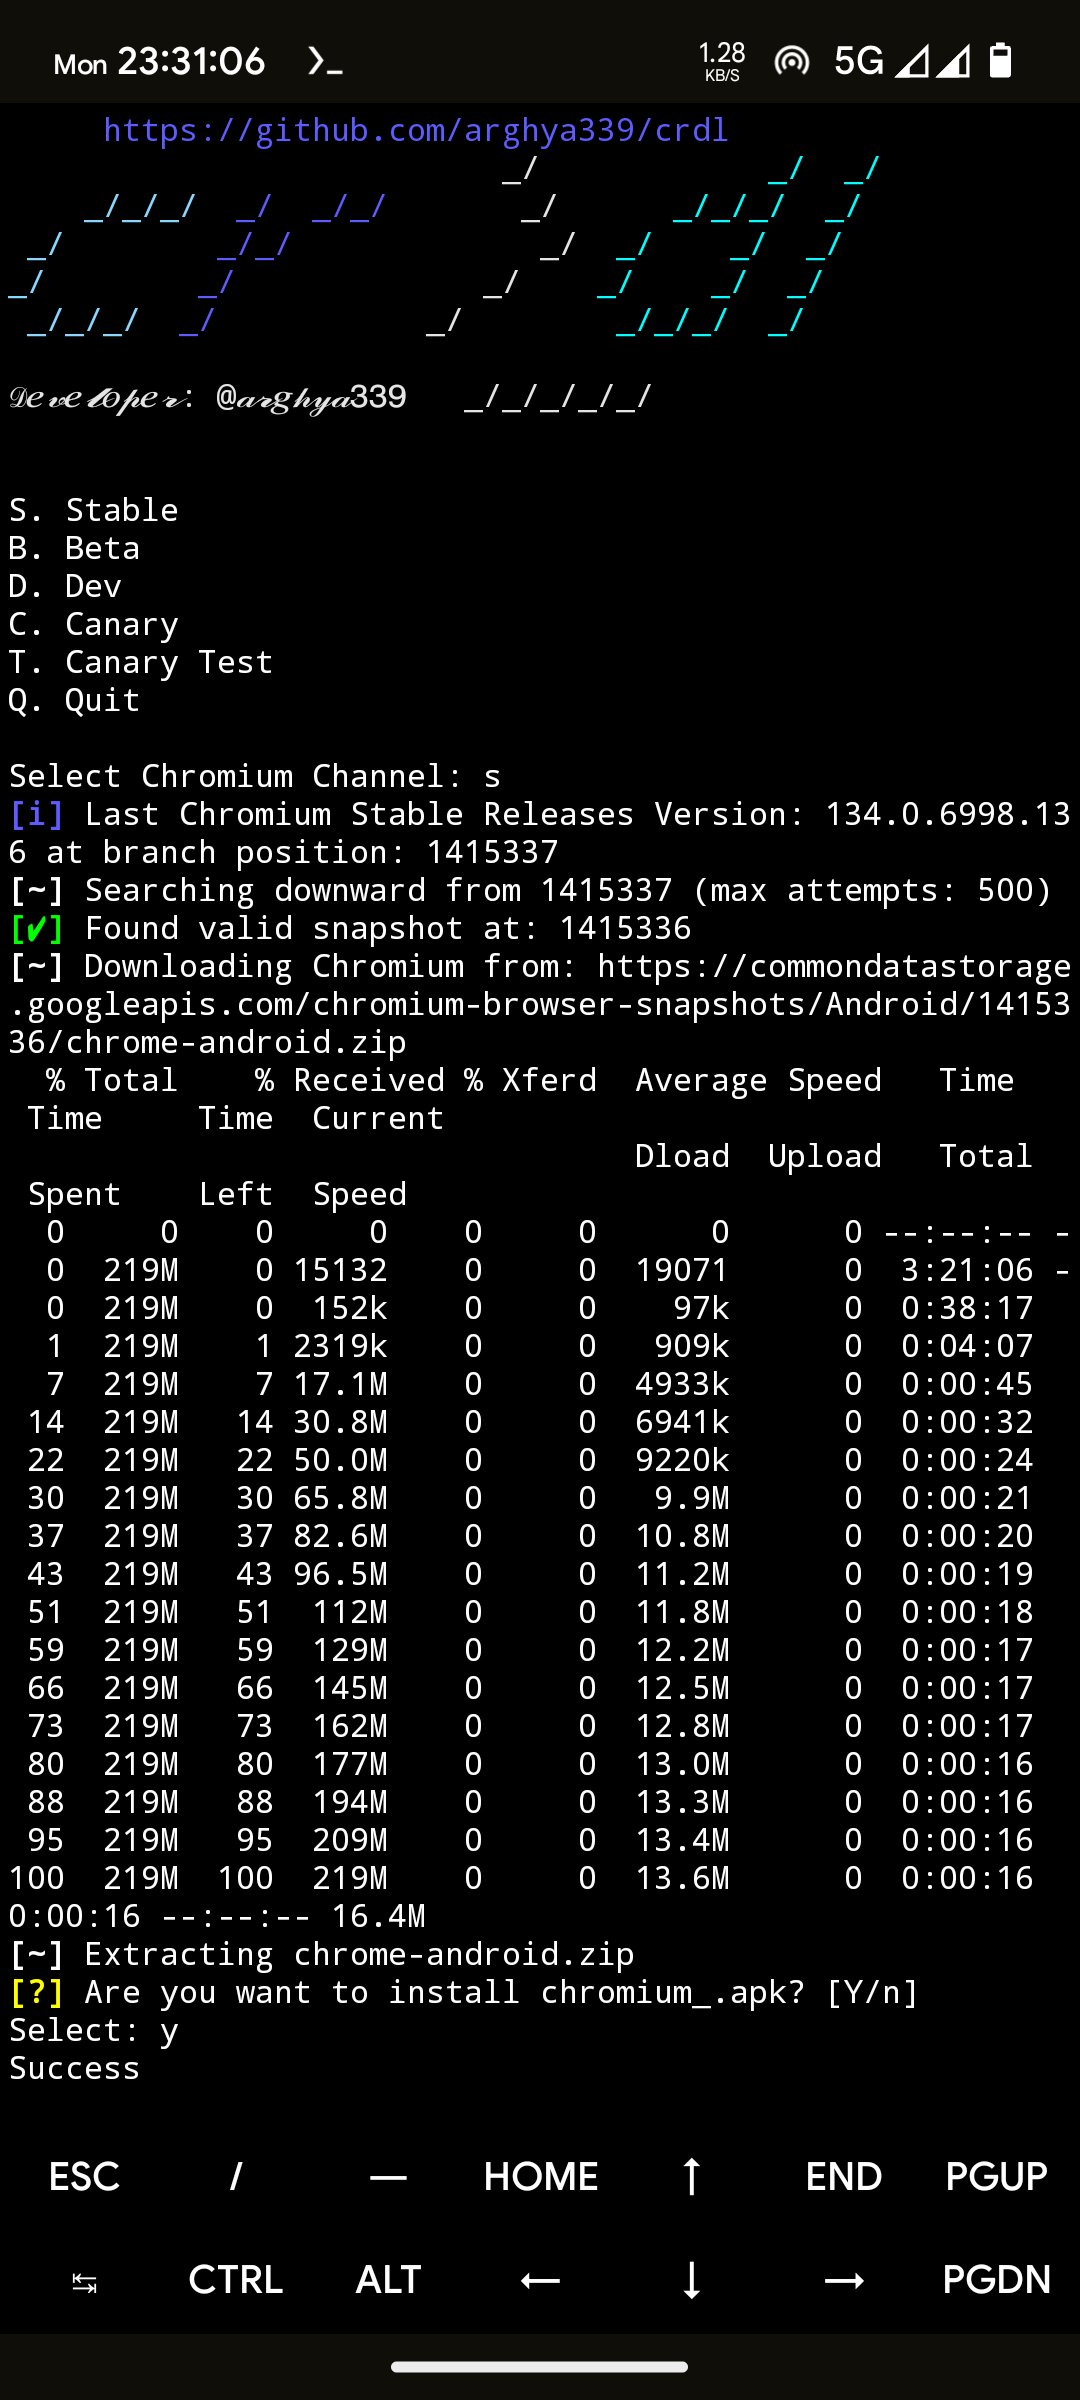 Mon 23:31:06 ❯_ 1.28 KB/S 5G
https://github.com/arghya339/crdl
                          _/            _/  _/
    _/_/_/  _/  _/_/       _/      _/_/_/  _/
 _/        _/_/             _/  _/    _/  _/
_/        _/             _/    _/    _/  _/
 _/_/_/  _/           _/        _/_/_/  _/
𝒟ℯ𝓋ℯ𝓁ℴ𝓅ℯ𝓇: @𝒶𝓇ℊ𝒽𝓎𝒶339   _/_/_/_/_/
S. Stable
B. Beta
D. Dev
C. Canary
T. Canary Test
Q. Quit
Select Chromium Channel: s
[i] Last Chromium Stable Releases Version: 134.0.6998.13
6 at branch position: 1415337
[~] Searching downward from 1415337 (max attempts: 500)
[✔] Found valid snapshot at: 1415336
[~] Downloading Chromium from: https://commondatastorage
.googleapis.com/chromium-browser-snapshots/Android/14153
36/chrome-android.zip
  % Total    % Received % Xferd  Average Speed   Time
 Time     Time  Current
                                 Dload  Upload   Total
 Spent    Left  Speed
  0     0    0     0    0     0      0      0 --:--:-- -
  0  219M    0 15132    0     0  19071      0  3:21:06 -
  0  219M    0  152k    0     0    97k      0  0:38:17
  1  219M    1 2319k    0     0   909k      0  0:04:07
  7  219M    7 17.1M    0     0  4933k      0  0:00:45
 14  219M   14 30.8M    0     0  6941k      0  0:00:32
 22  219M   22 50.0M    0     0  9220k      0  0:00:24
 30  219M   30 65.8M    0     0   9.9M      0  0:00:21
 37  219M   37 82.6M    0     0  10.8M      0  0:00:20
 43  219M   43 96.5M    0     0  11.2M      0  0:00:19
 51  219M   51  112M    0     0  11.8M      0  0:00:18
 59  219M   59  129M    0     0  12.2M      0  0:00:17
 66  219M   66  145M    0     0  12.5M      0  0:00:17
 73  219M   73  162M    0     0  12.8M      0  0:00:17
 80  219M   80  177M    0     0  13.0M      0  0:00:16
 88  219M   88  194M    0     0  13.3M      0  0:00:16
 95  219M   95  209M    0     0  13.4M      0  0:00:16
100  219M  100  219M    0     0  13.6M      0  0:00:16
0:00:16 --:--:-- 16.4M
[~] Extracting chrome-android.zip
[?] Are you want to install chromium_.apk? [Y/n]
Select: y
Success
ESC / — HOME ↑ END PGUP
↹ CTRL ALT ← ↓ → PGDN